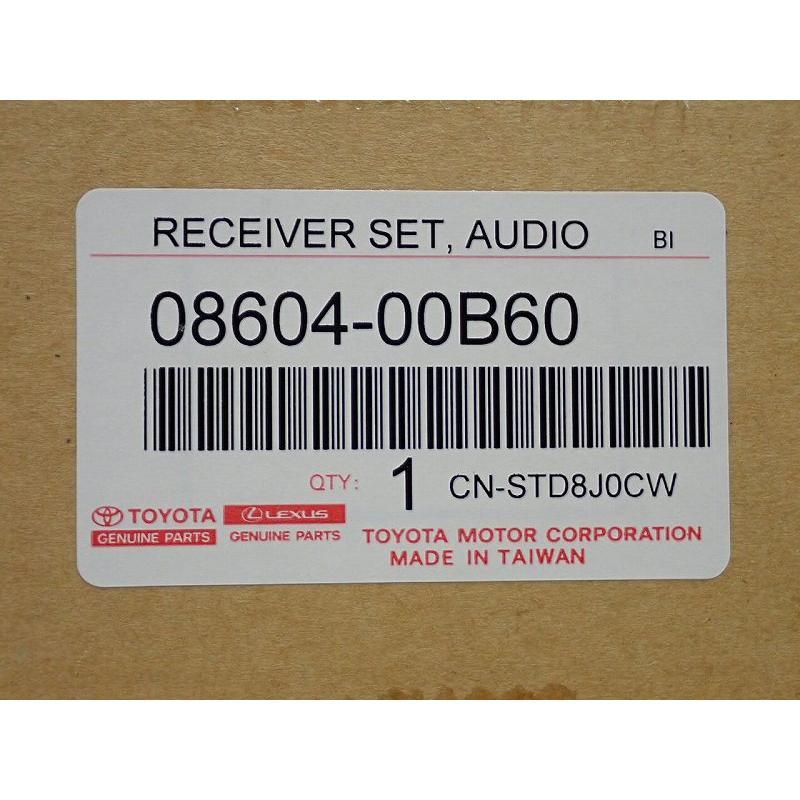 RECEIVER SET, AUDIO BI
08604-00B60
QTY: 1 CN-STD8J0CW
TOYOTA LEXUS
GENUINE PARTS GENUINE PARTS
TOYOTA MOTOR CORPORATION
MADE IN TAIWAN